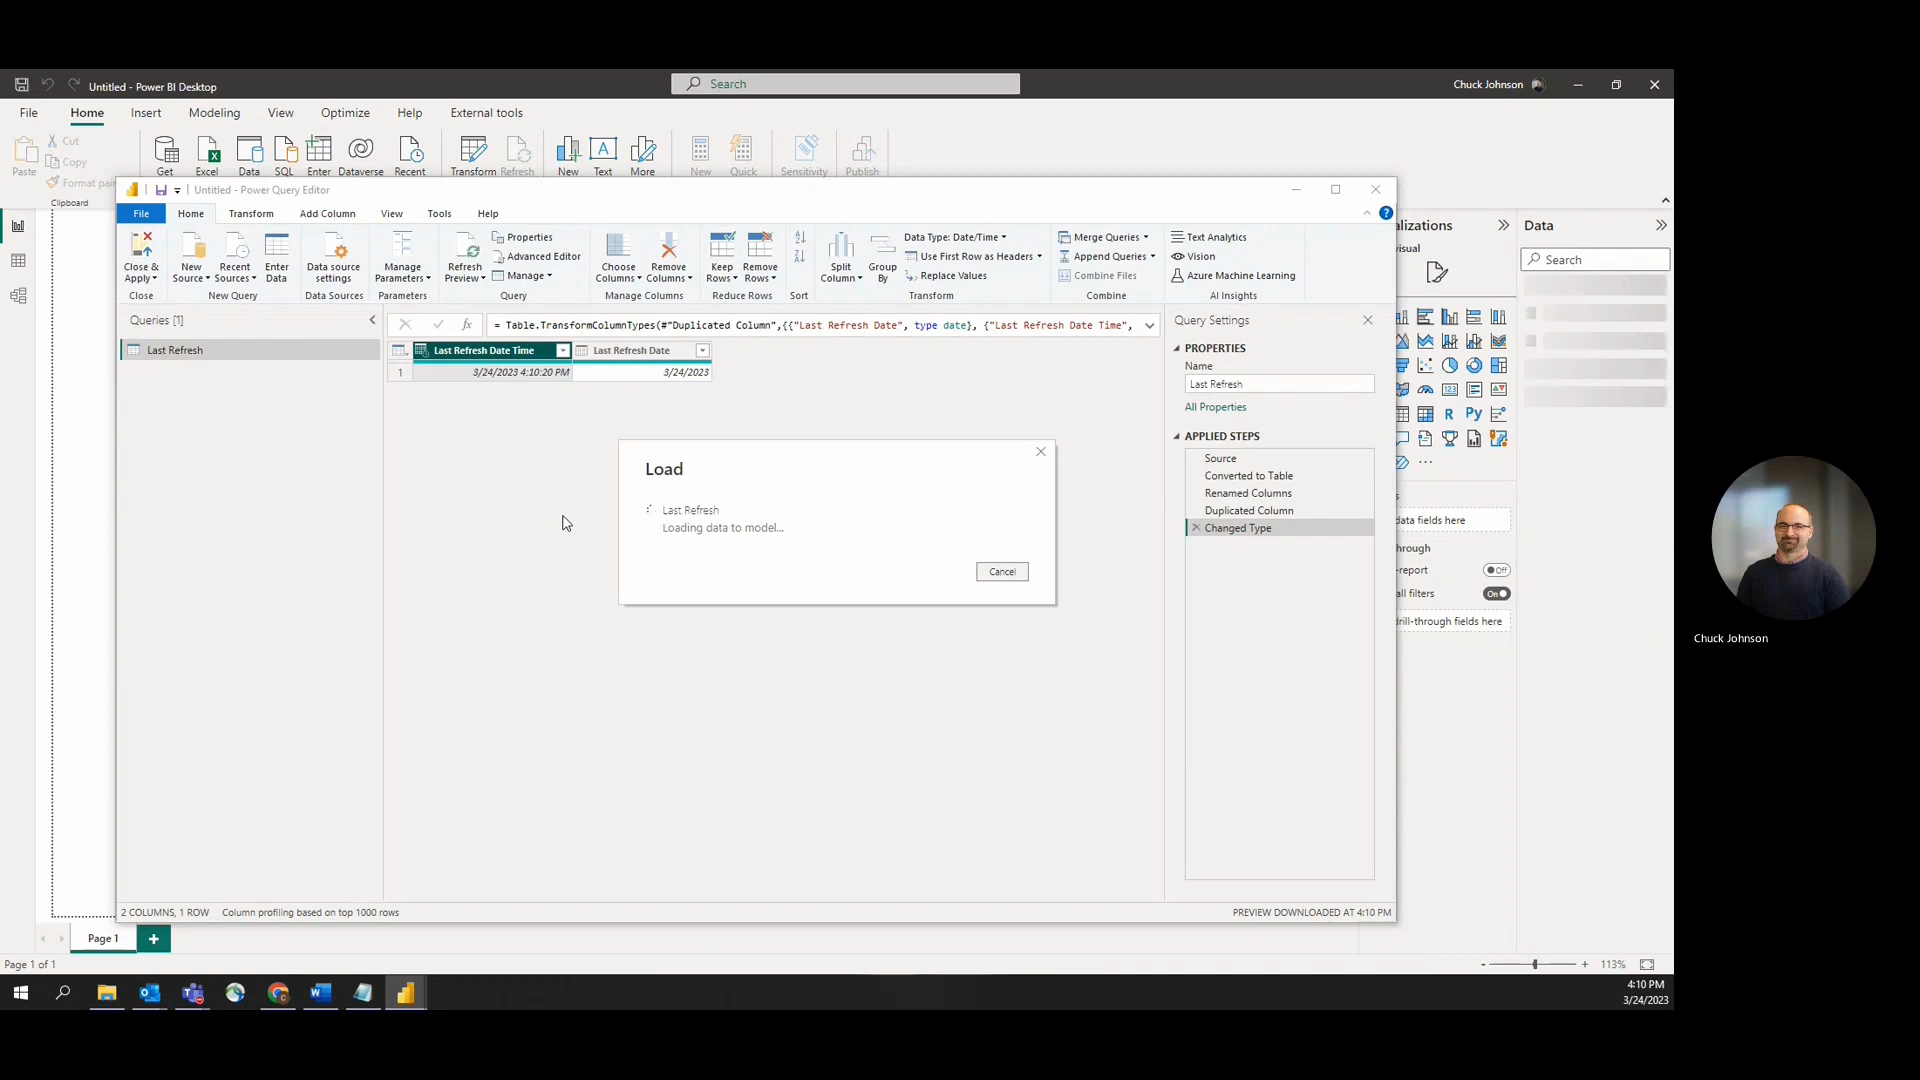 Untitled - Power BI Desktop
Search
Chuck Johnson
File
Home
Insert
Modeling
View
Optimize
Help
External tools
Paste
Cut
Copy
Format
Clipboard
Get
Excel
Data
SQL
Enter
Dataverse
Recent
Transform
Refresh
New
Text
More
New
Quick
Sensitivity
Publish
Untitled - Power Query Editor
File
Home
Transform
Add Column
View
Tools
Help
Close & Apply
Close
New Source
Recent Sources
Enter Data
New Query
Data source settings
Data Sources
Manage Parameters
Parameters
Refresh Preview
Properties
Advanced Editor
Manage
Query
Choose Columns
Remove Columns
Manage Columns
Keep Rows
Remove Rows
Reduce Rows
Sort
Split Column
Group By
Data Type: Date/Time
Use First Row as Headers
Replace Values
Transform
Merge Queries
Append Queries
Combine Files
Combine
Text Analytics
Vision
Azure Machine Learning
AI Insights
Queries [1]
Last Refresh
fx
= Table.TransformColumnTypes(#"Duplicated Column",{{"Last Refresh Date", type date}, {"Last Refresh Date Time",
Last Refresh Date Time
Last Refresh Date
1
3/24/2023 4:10:20 PM
3/24/2023
Load
Last Refresh
Loading data to model...
Cancel
Query Settings
PROPERTIES
Name
Last Refresh
All Properties
APPLIED STEPS
Source
Converted to Table
Renamed Columns
Duplicated Column
Changed Type
alizations
Data
Search
R
Py
123
data fields here
hrough
-report
Off
all filters
On
drill-through fields here
2 COLUMNS, 1 ROW
Column profiling based on top 1000 rows
PREVIEW DOWNLOADED AT 4:10 PM
Page 1
Page 1 of 1
113%
4:10 PM
3/24/2023
Chuck Johnson